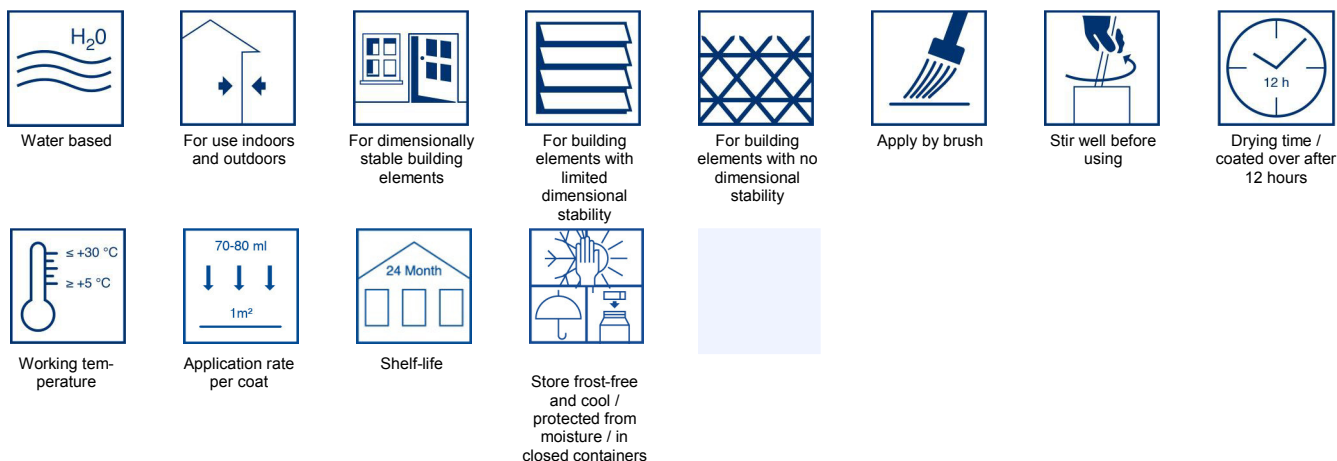 H₂0
Water based
For use indoors
and outdoors
For dimensionally
stable building
elements
For building
elements with
limited
dimensional
stability
For building
elements with no
dimensional
stability
Apply by brush
Stir well before
using
12 h
Drying time /
coated over after
12 hours
≤ +30 °C
≥ +5 °C
Working tem-
perature
70-80 ml
1m²
Application rate
per coat
24 Month
Shelf-life
Store frost-free
and cool /
protected from
moisture / in
closed containers